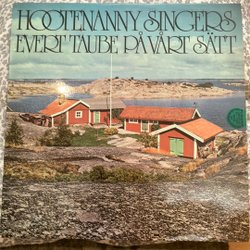 HOOTENANNY SINGERS
EVERT TAUBE PÅ VÅRT SÄTT